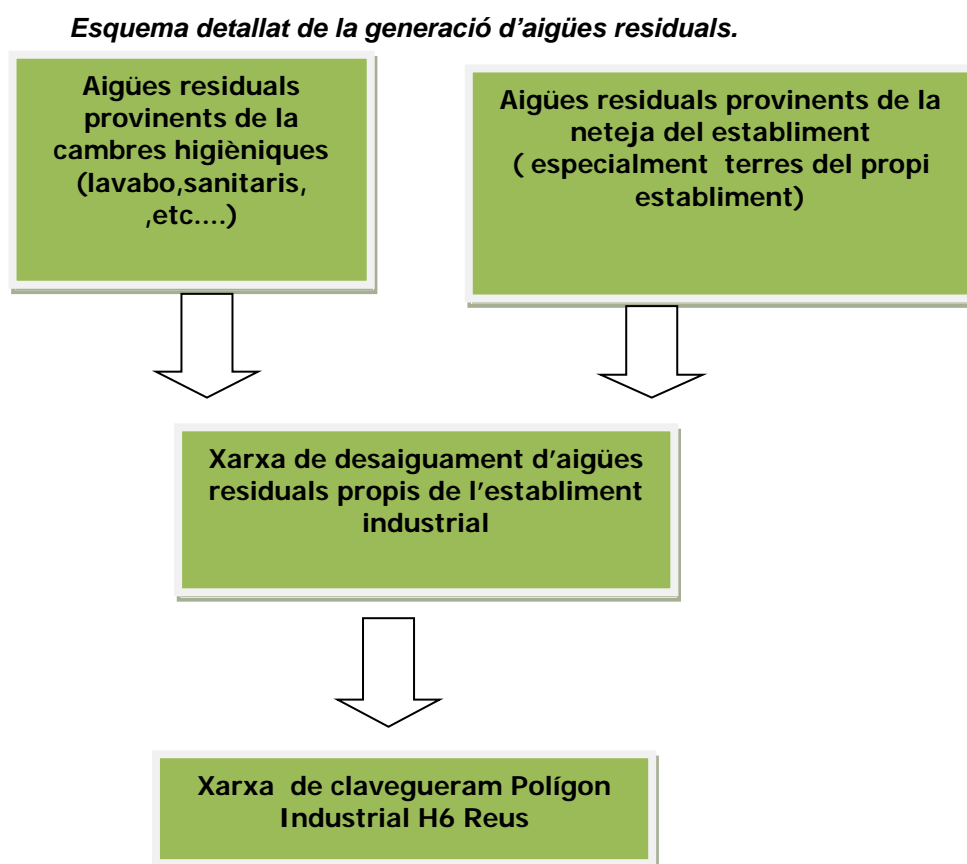 Esquema detallat de la generació d’aigües residuals.
Aigües residuals
provinents de la
cambres higièniques
(lavabo,sanitaris,
,etc....)
Aigües residuals provinents de la
neteja del establiment
( especialment terres del propi
establiment)
Xarxa de desaiguament d’aigües
residuals propis de l’establiment
industrial
Xarxa de clavegueram Polígon
Industrial H6 Reus